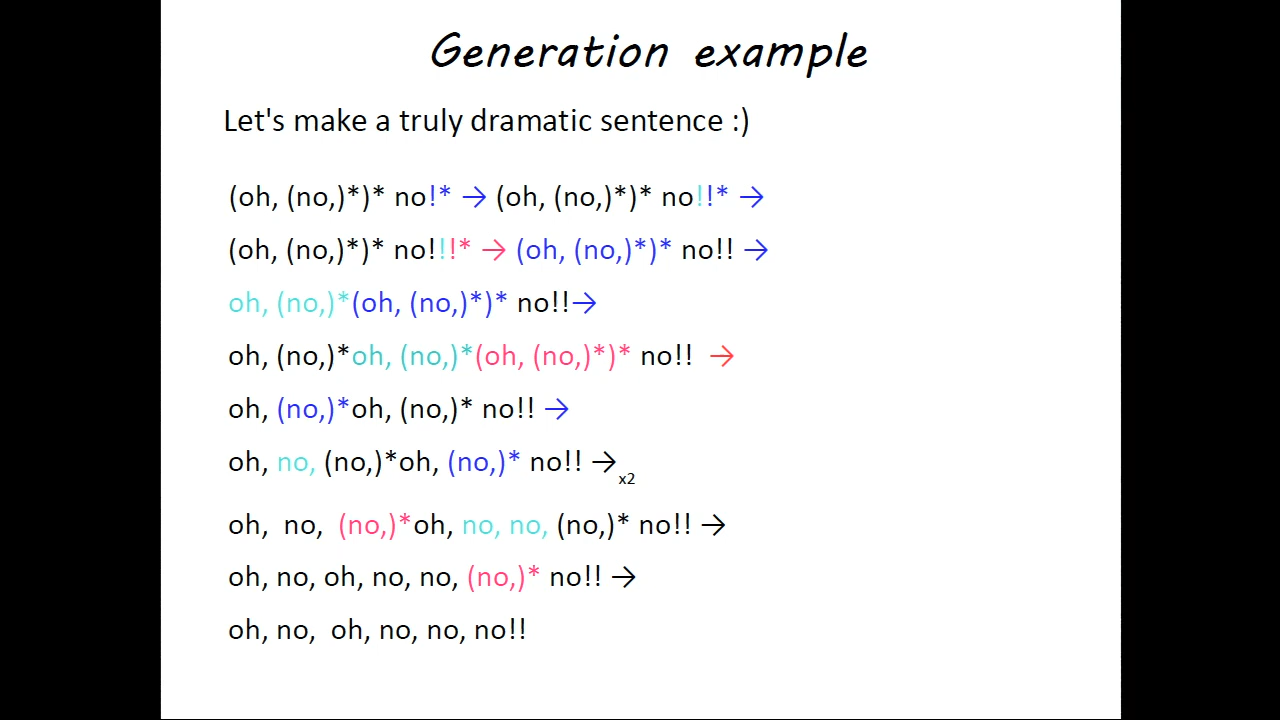 Generation example
Let's make a truly dramatic sentence :)
(oh, (no,)*)* no!* → (oh, (no,)*)* no!!* →
(oh, (no,)*)* no!!!* → (oh, (no,)*)* no!! →
oh, (no,)*(oh, (no,)*)* no!!→
oh, (no,)*oh, (no,)*(oh, (no,)*)* no!! →
oh, (no,)*oh, (no,)* no!! →
oh, no, (no,)*oh, (no,)* no!! →x2
oh, no, (no,)*oh, no, no, (no,)* no!! →
oh, no, oh, no, no, (no,)* no!! →
oh, no, oh, no, no, no!!